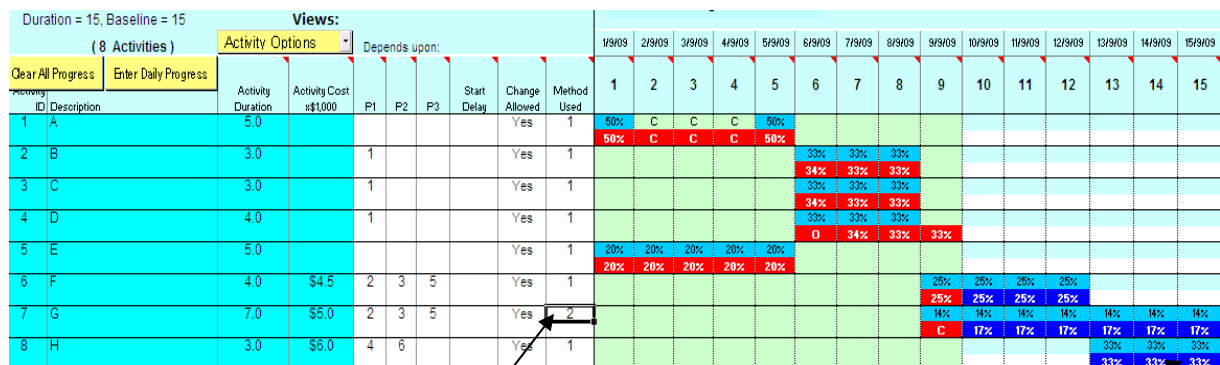 Duration = 15, Baseline = 15 Views:
( 8 Activities ) Activity Options Depends upon: 1/9/09 2/9/09 3/9/09 4/9/09 5/9/09 6/9/09 7/9/09 8/9/09 9/9/09 10/9/09 11/9/09 12/9/09 13/9/09 14/9/09 15/9/09
Clear All Progress Enter Daily Progress
Activity Activity Activity Cost Start Change Method 1 2 3 4 5 6 7 8 9 10 11 12 13 14 15
ID Description Duration x$1,000 P1 P2 P3 Delay Allowed Used
1 A 5.0 Yes 1 50% C C C 50%
50% C C C 50%
2 B 3.0 1 Yes 1 33% 33% 33%
34% 33% 33%
3 C 3.0 1 Yes 1 33% 33% 33%
34% 33% 33%
4 D 4.0 1 Yes 1 33% 33% 33%
O 34% 33% 33%
5 E 5.0 Yes 1 20% 20% 20% 20% 20%
20% 20% 20% 20% 20%
6 F 4.0 $4.5 2 3 5 Yes 1 25% 25% 25% 25%
25% 25% 25% 25%
7 G 7.0 $5.0 2 3 5 Yes 2 14% 14% 14% 14% 14% 14% 14%
C 17% 17% 17% 17% 17% 17%
8 H 3.0 $6.0 4 6 Yes 1 33% 33% 33%
33% 33% 33%